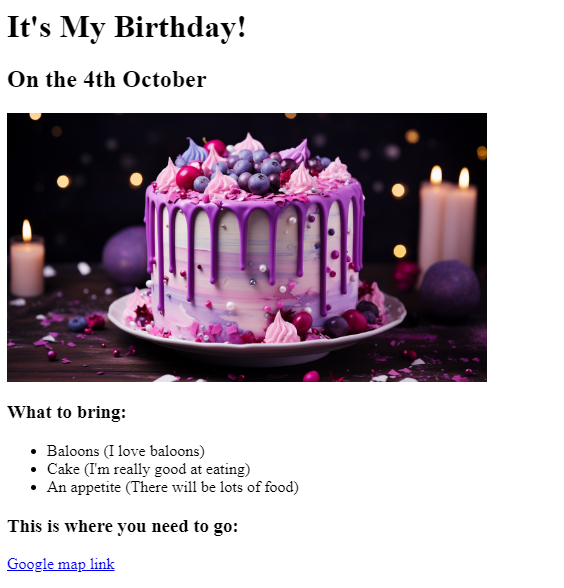 It's My Birthday!
On the 4th October
What to bring:
Baloons (I love baloons)
Cake (I'm really good at eating)
An appetite (There will be lots of food)
This is where you need to go:
Google map link